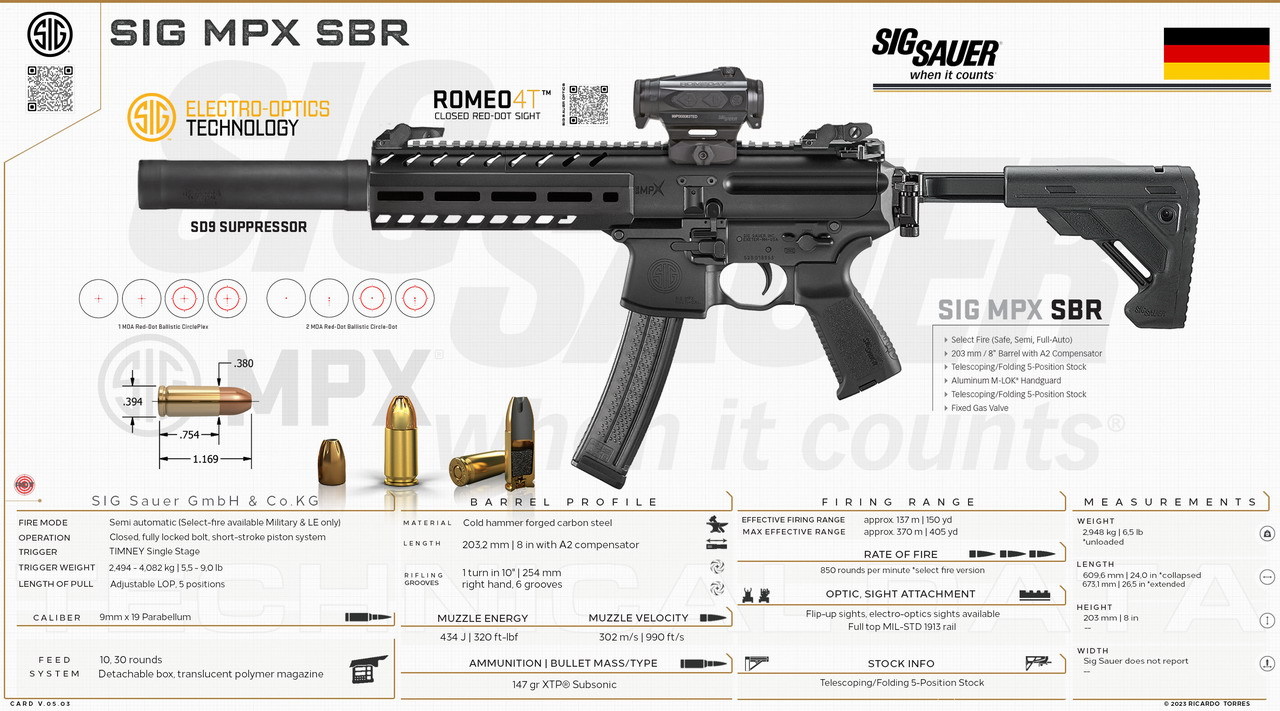 SIG MPX SBR
SIG SAUER
when it counts
SIG
ELECTRO-OPTICS
TECHNOLOGY
ROMEO4T™
CLOSED RED-DOT SIGHT
SIGSAUER OPTICS
MPX
SD9 SUPPRESSOR
1 MOA Red-Dot Ballistic CirclePlex
2 MOA Red-Dot Ballistic Circle-Dot
SIG MPX SBR
Select Fire (Safe, Semi, Full-Auto)
203 mm / 8" Barrel with A2 Compensator
Telescoping/Folding 5-Position Stock
Aluminum M-LOK® Handguard
Telescoping/Folding 5-Position Stock
Fixed Gas Valve
SIG MPX®
SIG SAUER
when it counts®
.380
.394
.754
1.169
SIG Sauer GmbH & Co.KG
FIRE MODE Semi automatic (Select-fire available Military & LE only)
OPERATION Closed, fully locked bolt, short-stroke piston system
TRIGGER TIMNEY Single Stage
TRIGGER WEIGHT 2,494 - 4,082 kg | 5.5 - 9.0 lb
LENGTH OF PULL Adjustable LOP, 5 positions
CALIBER 9mm x 19 Parabellum
FEED SYSTEM 10, 30 rounds
Detachable box, translucent polymer magazine
BARREL PROFILE
MATERIAL Cold hammer forged carbon steel
LENGTH 203,2 mm | 8 in with A2 compensator
RIFLING GROOVES 1 turn in 10" | 254 mm
right hand, 6 grooves
MUZZLE ENERGY MUZZLE VELOCITY
434 J | 320 ft-lbf 302 m/s | 990 ft/s
AMMUNITION | BULLET MASS/TYPE
147 gr XTP® Subsonic
FIRING RANGE
EFFECTIVE FIRING RANGE approx. 137 m | 150 yd
MAX EFFECTIVE RANGE approx. 370 m | 405 yd
RATE OF FIRE
850 rounds per minute *select fire version
OPTIC, SIGHT ATTACHMENT
Flip-up sights, electro-optics sights available
Full top MIL-STD 1913 rail
STOCK INFO
Telescoping/Folding 5-Position Stock
MEASUREMENTS
WEIGHT
2,948 kg | 6,5 lb
*unloaded
LENGTH
609,6 mm | 24,0 in *collapsed
673,1 mm | 26,5 in *extended
HEIGHT
203 mm | 8 in
--
WIDTH
Sig Sauer does not report
--
TECHNICAL DATA
CARD V.05.03
© 2023 RICARDO TORRES